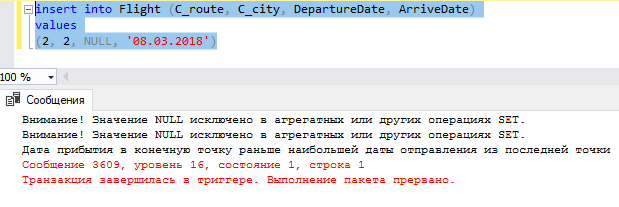 insert into Flight (C_route, C_city, DepartureDate, ArriveDate)
values
(2, 2, NULL, '08.03.2018')
100 %
Сообщения
Внимание! Значение NULL исключено в агрегатных или других операциях SET.
Внимание! Значение NULL исключено в агрегатных или других операциях SET.
Дата прибытия в конечную точку раньше наибольшей даты отправления из последней точки
Сообщение 3609, уровень 16, состояние 1, строка 1
Транзакция завершилась в триггере. Выполнение пакета прервано.